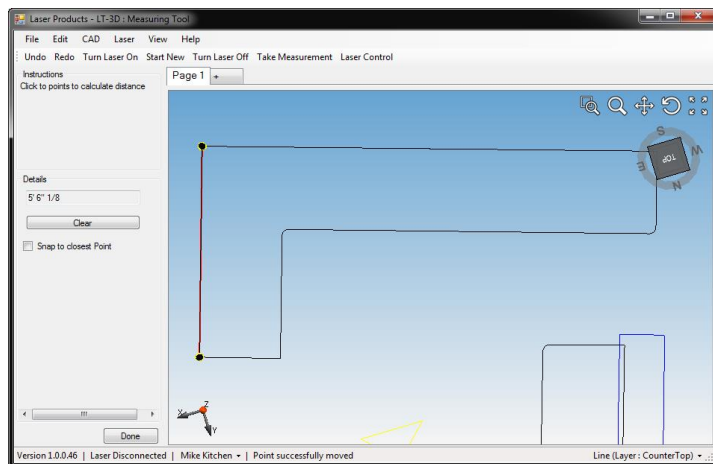 Laser Products - LT-3D : Measuring Tool
File Edit CAD Laser View Help
Undo Redo Turn Laser On Start New Turn Laser Off Take Measurement Laser Control
Instructions
Click to points to calculate distance
Page 1 +
S
W
E
TOP
N
Details
5' 6" 1/8
Clear
Snap to closest Point
Z
X
Y
Done
Version 1.0.0.46 | Laser Disconnected | Mike Kitchen | Point successfully moved Line (Layer : CounterTop)